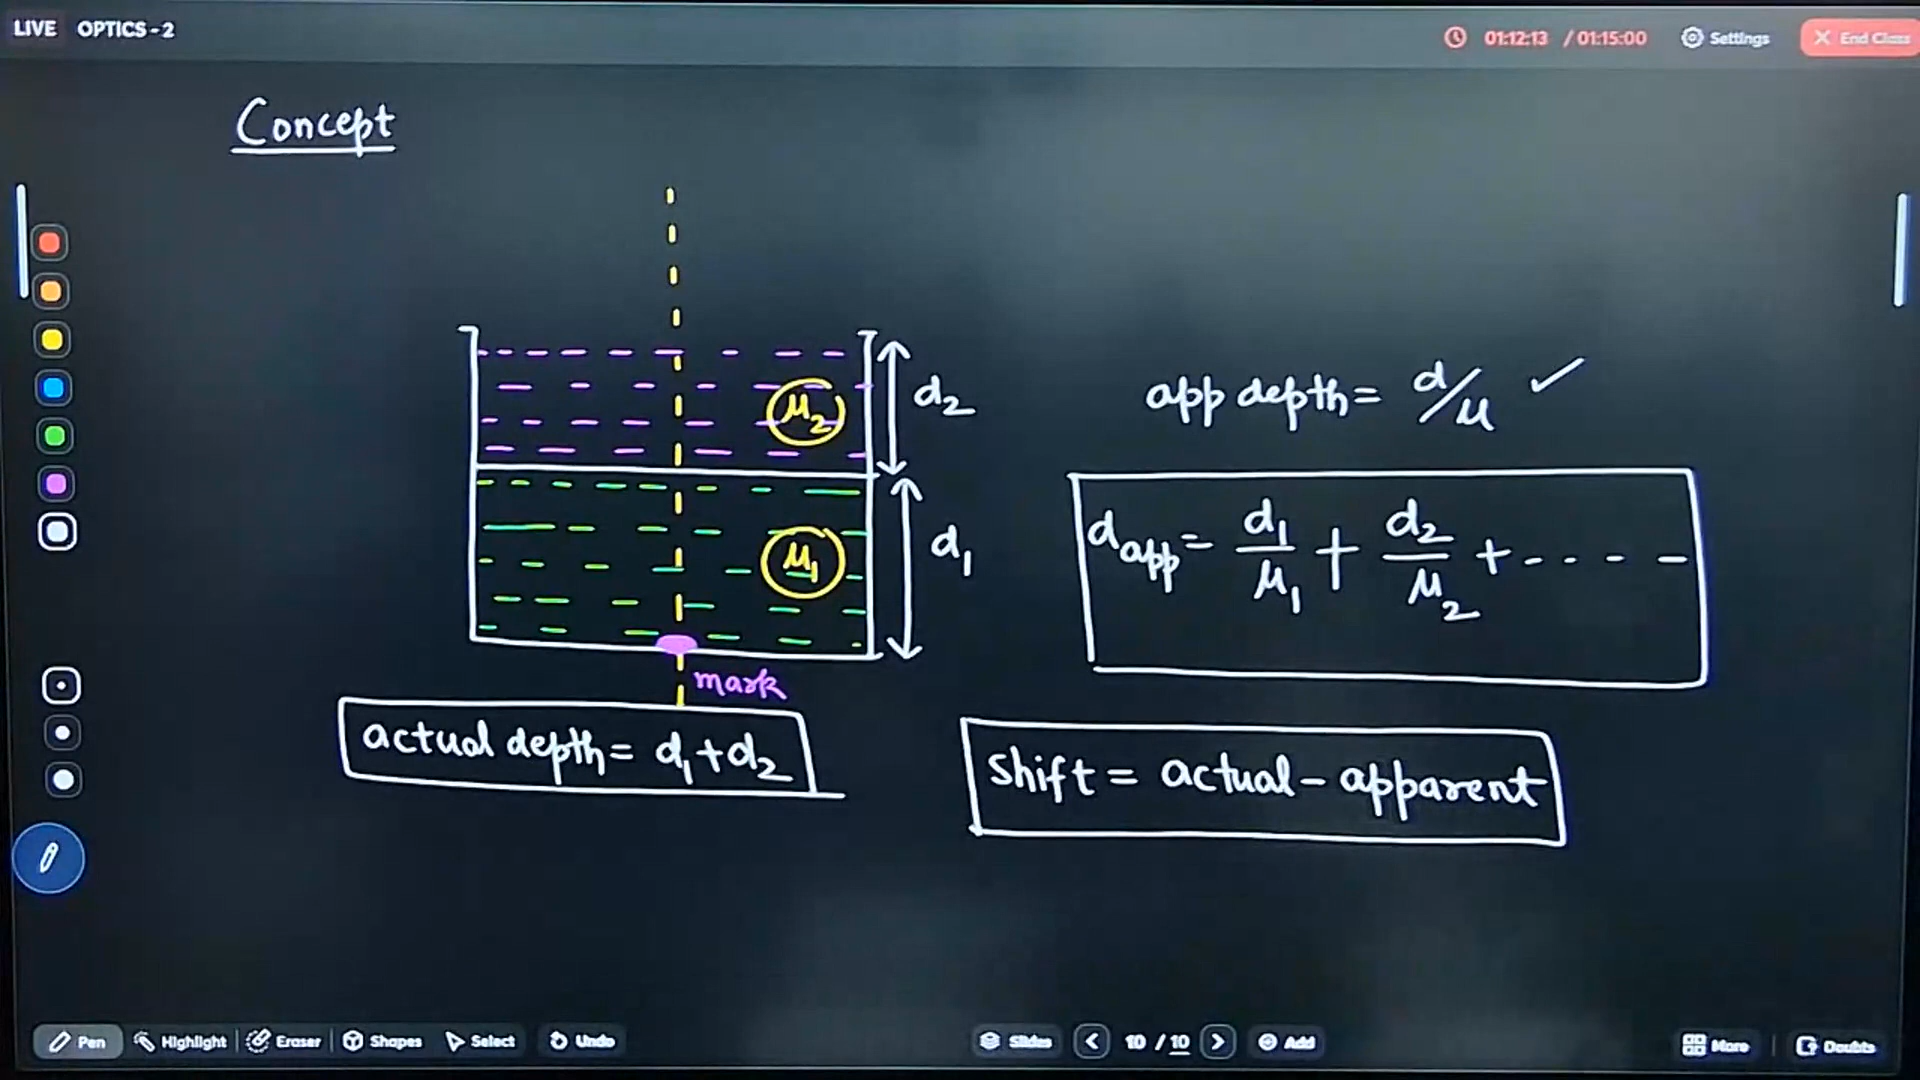 LIVE OPTICS-2
01:12:13 / 01:15:00 Settings End Class
Concept
μ2
d2
app depth = d/μ ✓
μ1
d1
dapp = d1/μ1 + d2/μ2 + - - - - -
mark
actual depth = d1+d2
shift = actual - apparent
Pen Highlight Eraser Shapes Select Undo Slides 10 / 10 Add More Doubts